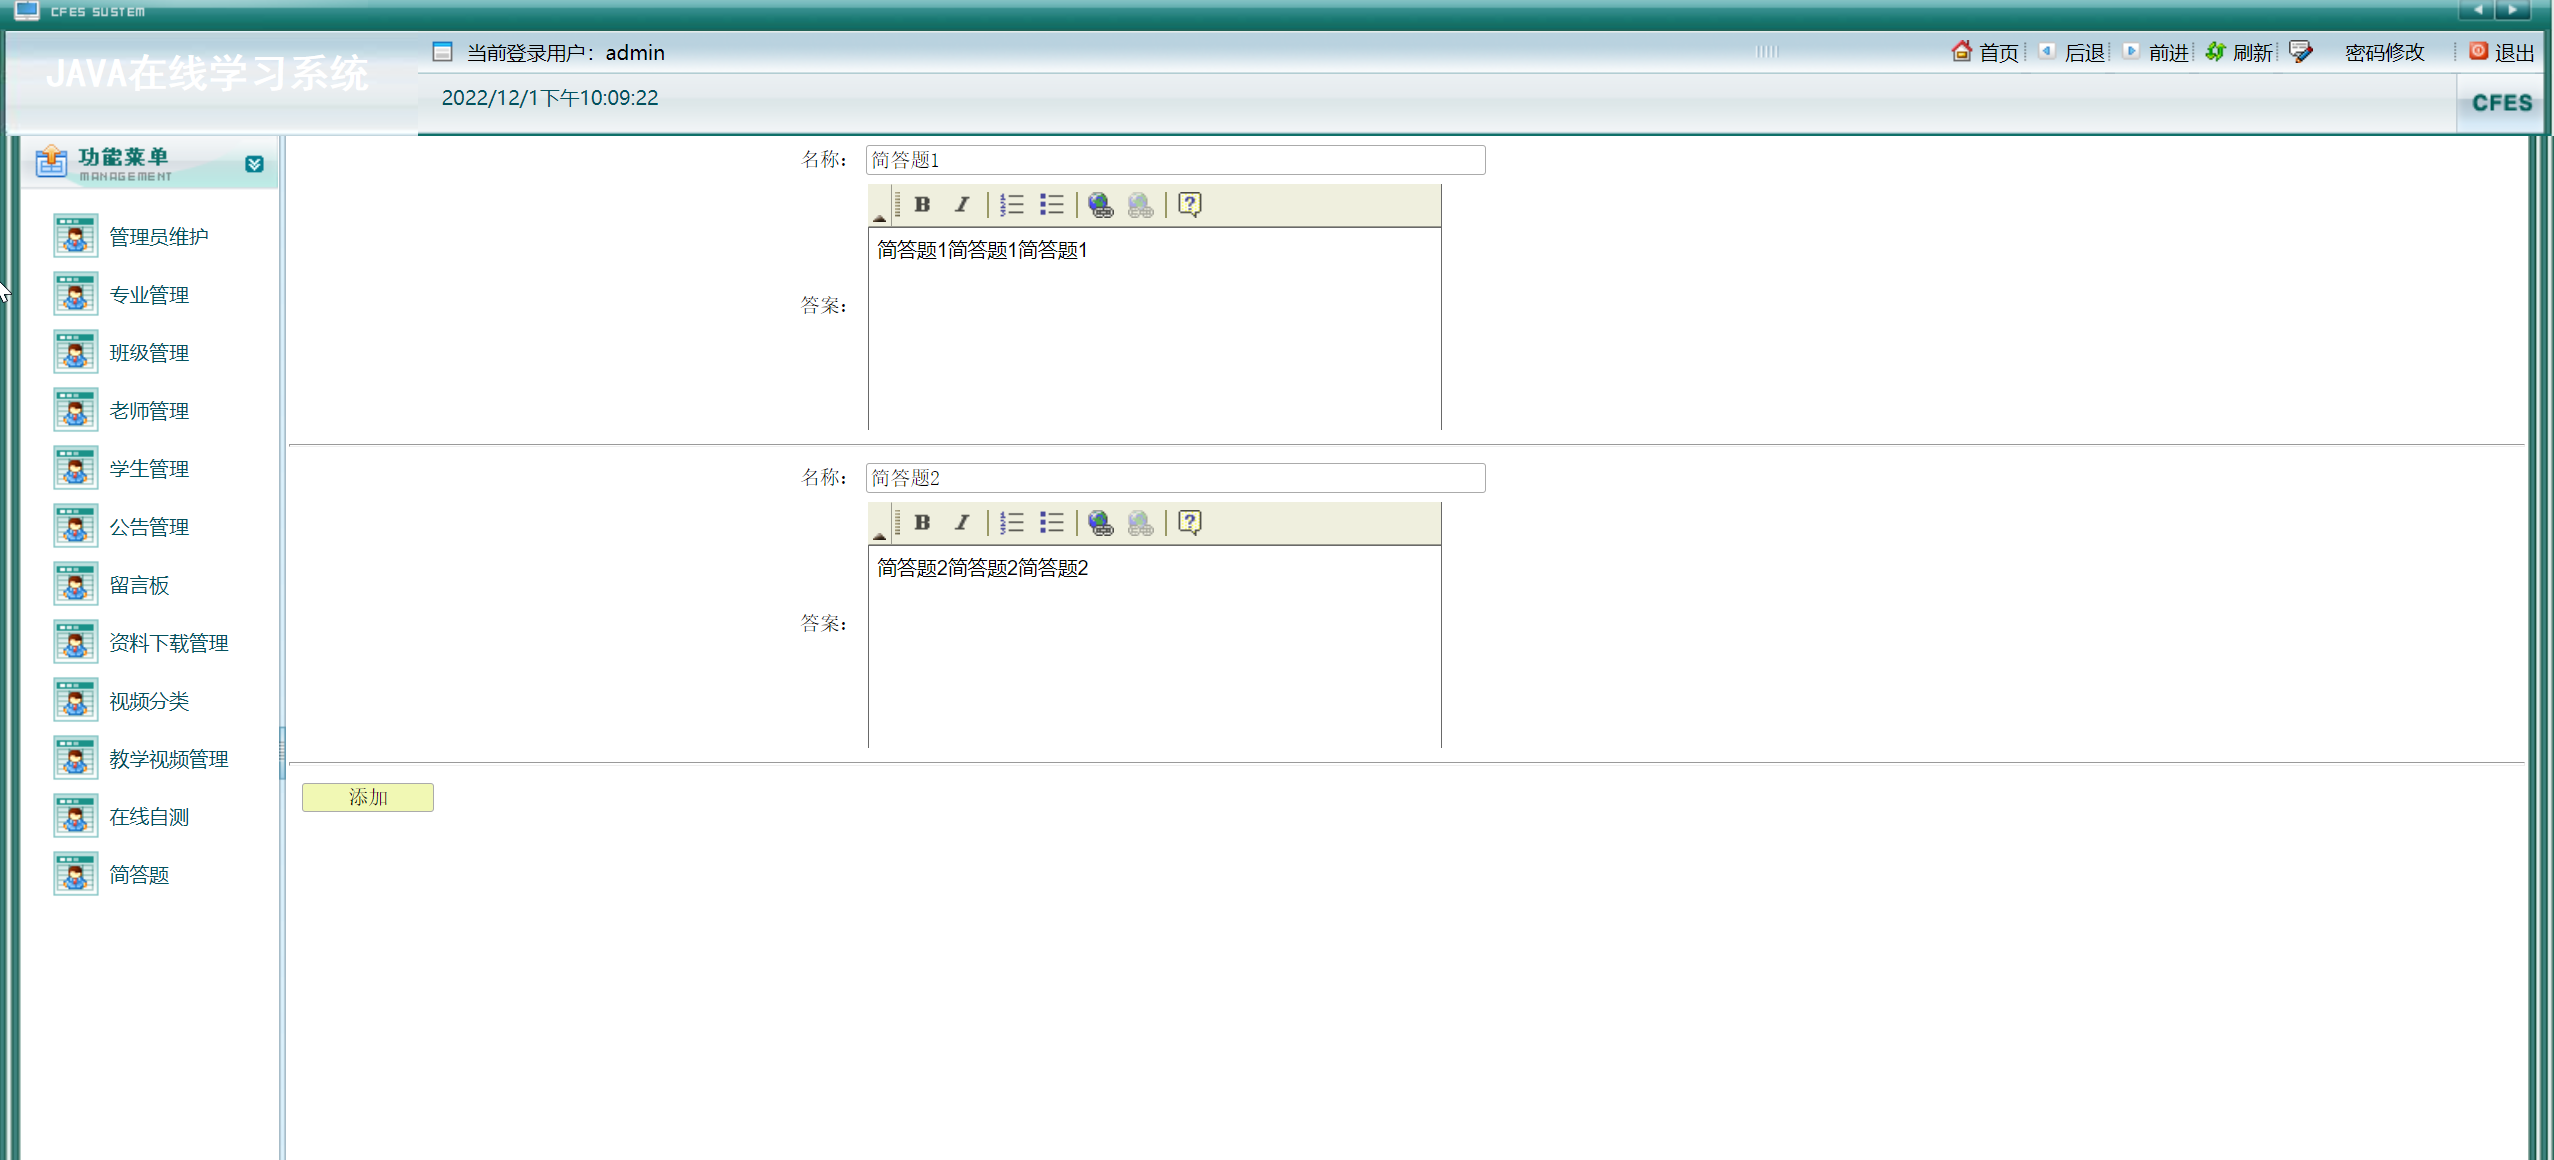 CFES SUSTEM
JAVA在线学习系统
当前登录用户：admin
首页 后退 前进 刷新 密码修改 退出
2022/12/1下午10:09:22
CFES
功能菜单
MANAGEMENT
管理员维护
专业管理
班级管理
老师管理
学生管理
公告管理
留言板
资料下载管理
视频分类
教学视频管理
在线自测
简答题
名称： 简答题1
答案：
简答题1简答题1简答题1
名称： 简答题2
答案：
简答题2简答题2简答题2
添加